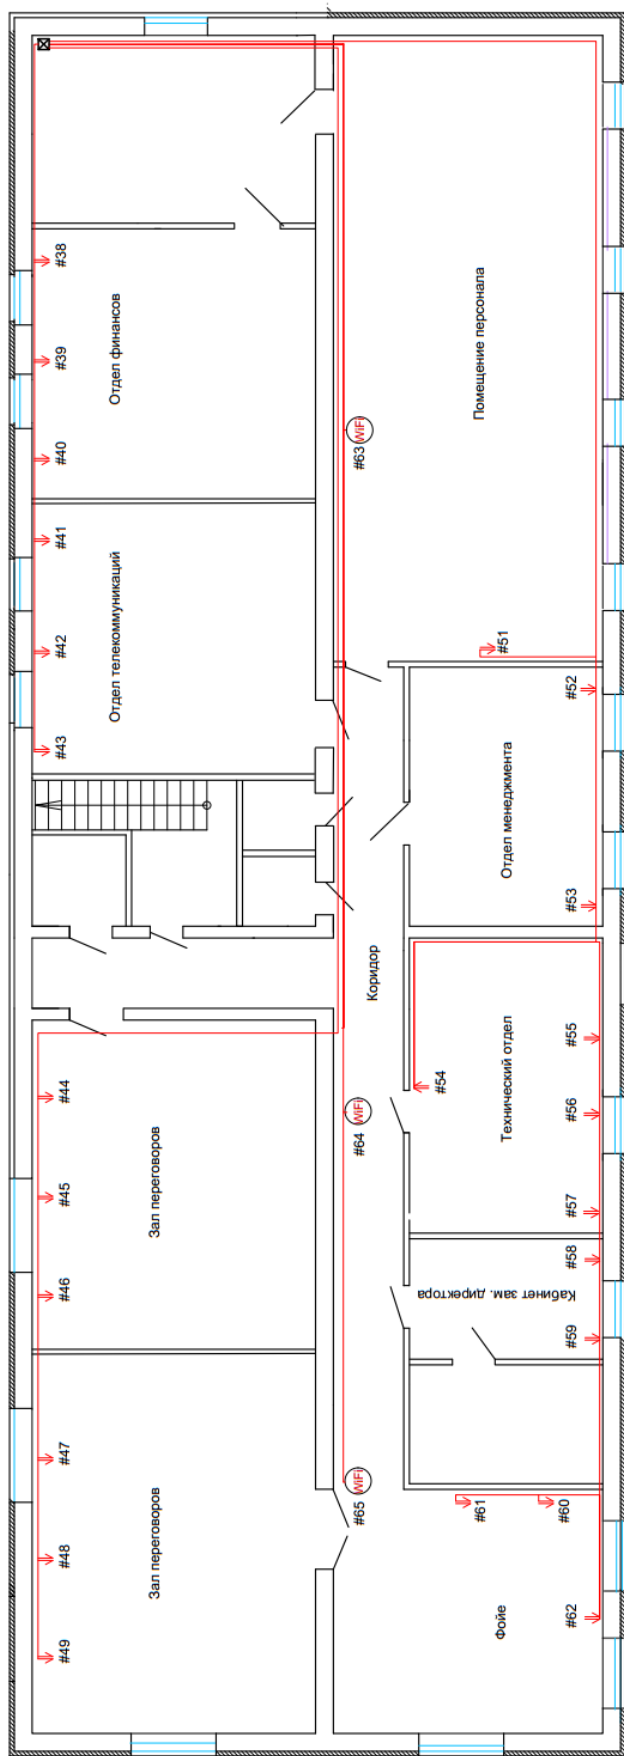 #38
#39
#40
#41
#42
#43
#44
#45
#46
#47
#48
#49
Отдел финансов
Отдел телекоммуникаций
Зал переговоров
Зал переговоров
#63 WiFi
#64 WiFi
#65 WiFi
Коридор
Помещение персонала
Отдел менеджмента
Технический отдел
Кабинет зам. директора
Фойе
#51
#52
#53
#54
#55
#56
#57
#58
#59
#60
#61
#62